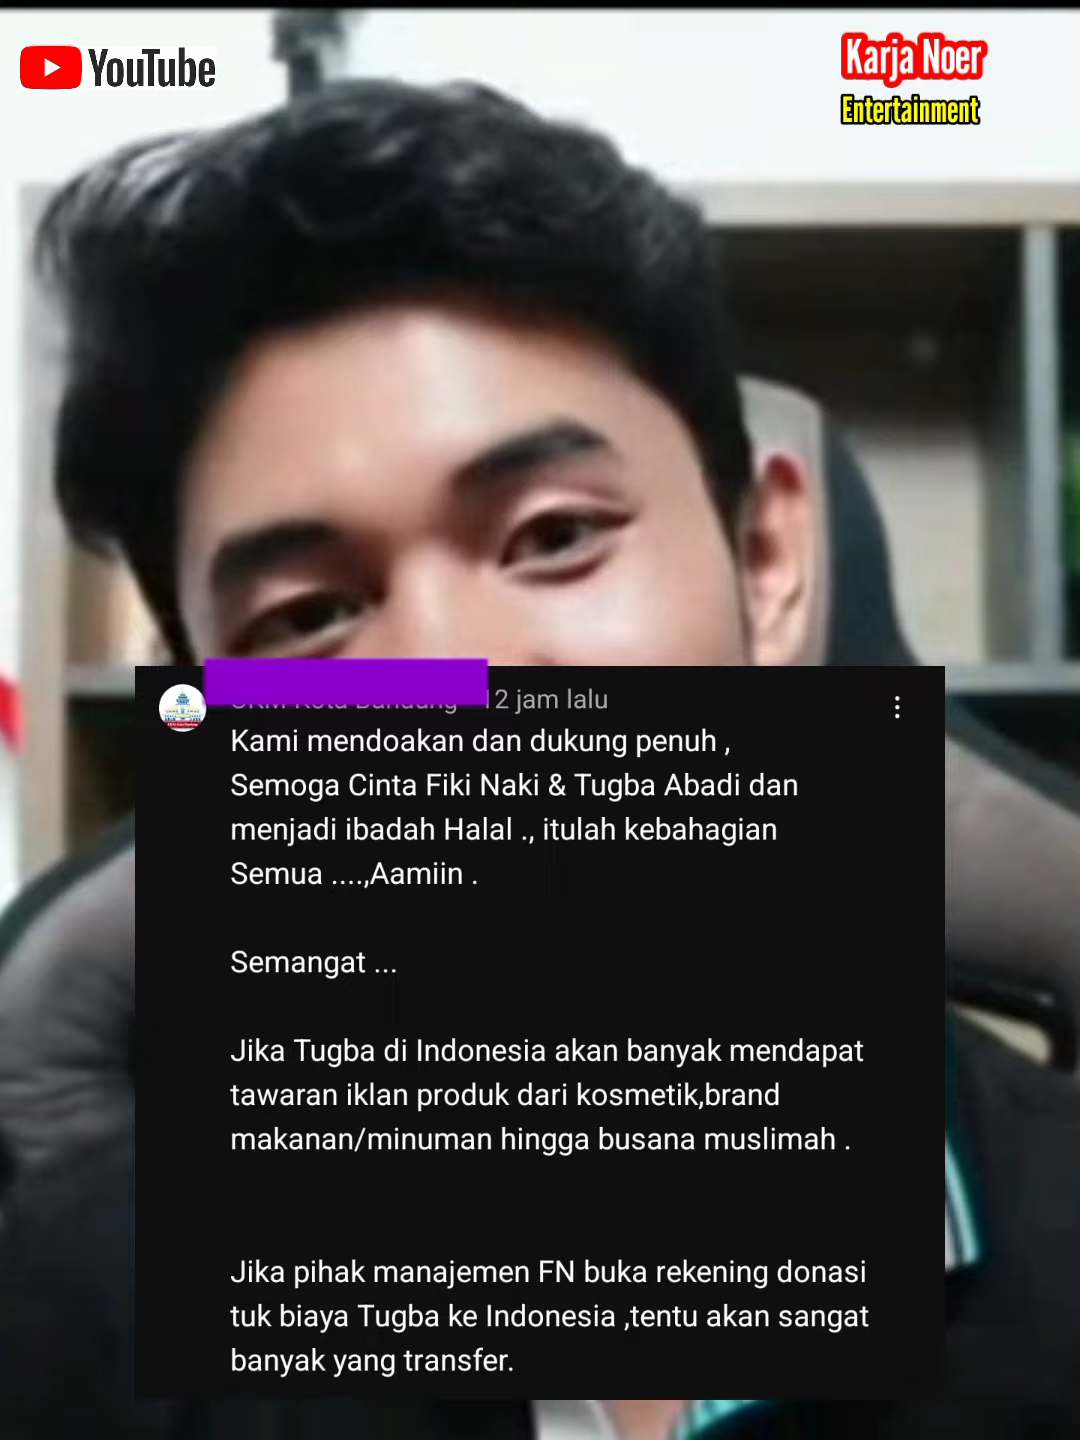 YouTube
Karja Noer
Entertainment
12 jam lalu
Kami mendoakan dan dukung penuh ,
Semoga Cinta Fiki Naki & Tugba Abadi dan
menjadi ibadah Halal ., itulah kebahagian
Semua ....,Aamiin .
Semangat ...
Jika Tugba di Indonesia akan banyak mendapat
tawaran iklan produk dari kosmetik,brand
makanan/minuman hingga busana muslimah .
Jika pihak manajemen FN buka rekening donasi
tuk biaya Tugba ke Indonesia ,tentu akan sangat
banyak yang transfer.